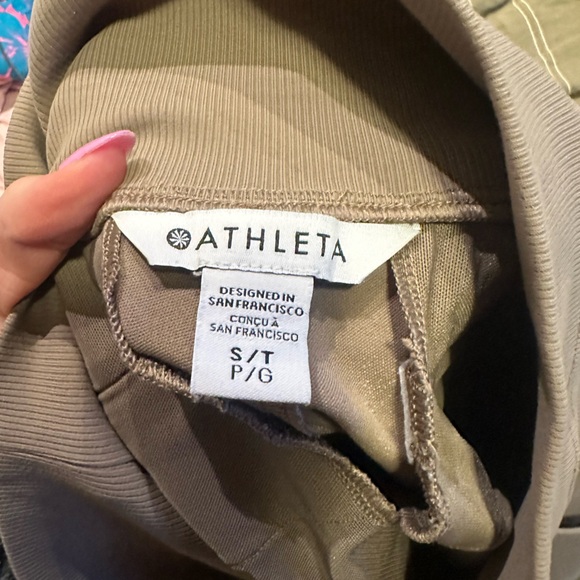 ATHLETA
DESIGNED IN
SAN FRANCISCO
CONÇU À
SAN FRANCISCO
S/T
P/G